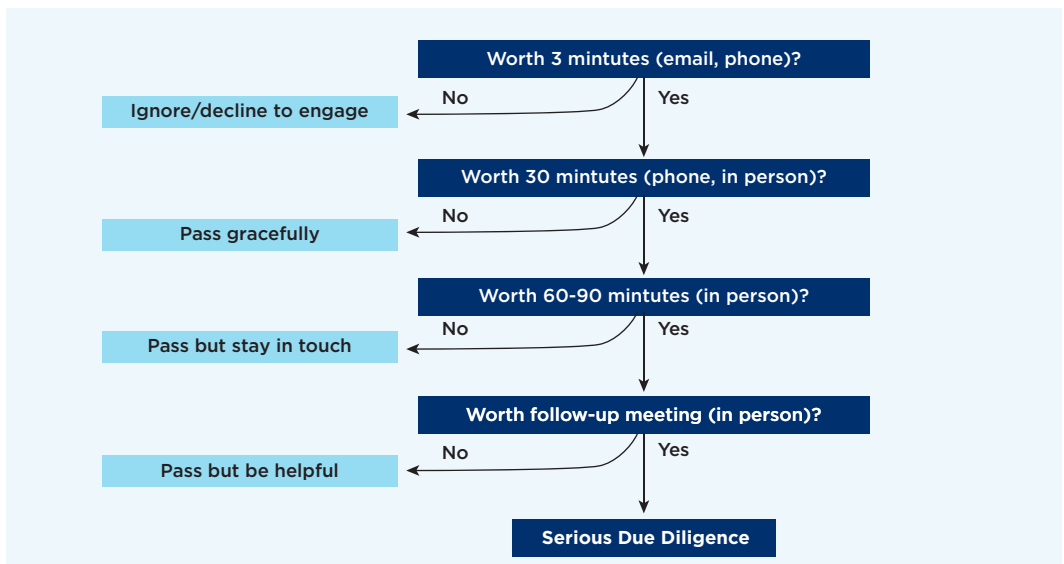 Worth 3 mintutes (email, phone)?
No
Yes
Ignore/decline to engage
Worth 30 mintutes (phone, in person)?
No
Yes
Pass gracefully
Worth 60-90 mintutes (in person)?
No
Yes
Pass but stay in touch
Worth follow-up meeting (in person)?
No
Yes
Pass but be helpful
Serious Due Diligence